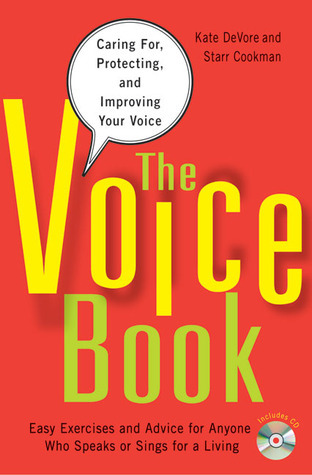 Kate DeVore and
Starr Cookman
Caring For,
Protecting,
and
Improving
Your Voice
The
Voice
Book
Includes CD
Easy Exercises and Advice for Anyone
Who Speaks or Sings for a Living